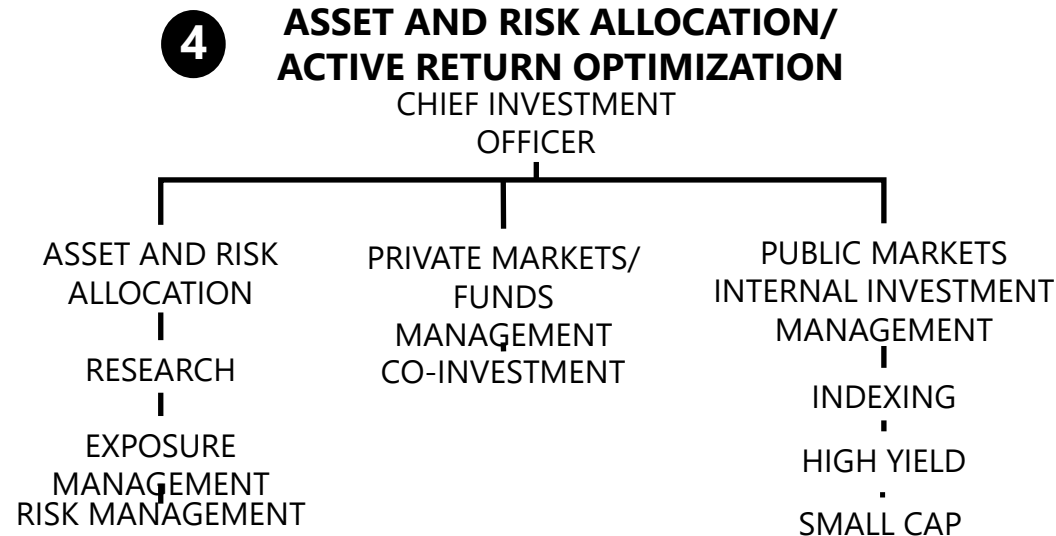 4
ASSET AND RISK ALLOCATION/
ACTIVE RETURN OPTIMIZATION
CHIEF INVESTMENT
OFFICER
ASSET AND RISK
ALLOCATION
RESEARCH
EXPOSURE
MANAGEMENT
RISK MANAGEMENT
PRIVATE MARKETS/
FUNDS
MANAGEMENT
CO-INVESTMENT
PUBLIC MARKETS
INTERNAL INVESTMENT
MANAGEMENT
INDEXING
HIGH YIELD
SMALL CAP